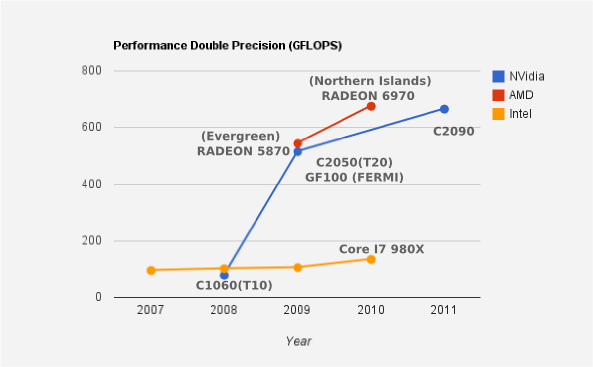 Performance Double Precision (GFLOPS)
800
600
400
200
0
(Northern Islands)
RADEON 6970
(Evergreen)
RADEON 5870
C2050(T20)
GF100 (FERMI)
C2090
Core I7 980X
C1060(T10)
2007
2008
2009
2010
2011
Year
NVidia
AMD
Intel